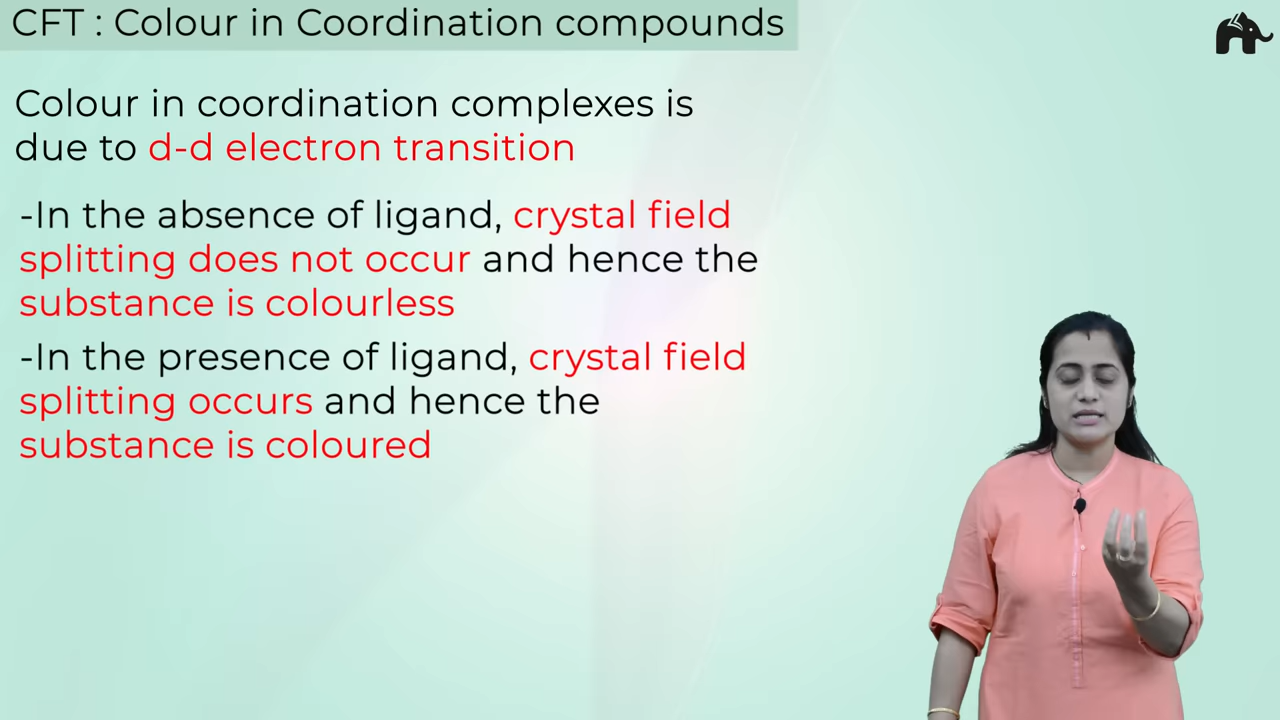 CFT : Colour in Coordination compounds
Colour in coordination complexes is
due to d-d electron transition
-In the absence of ligand, crystal field
splitting does not occur and hence the
substance is colourless
-In the presence of ligand, crystal field
splitting occurs and hence the
substance is coloured